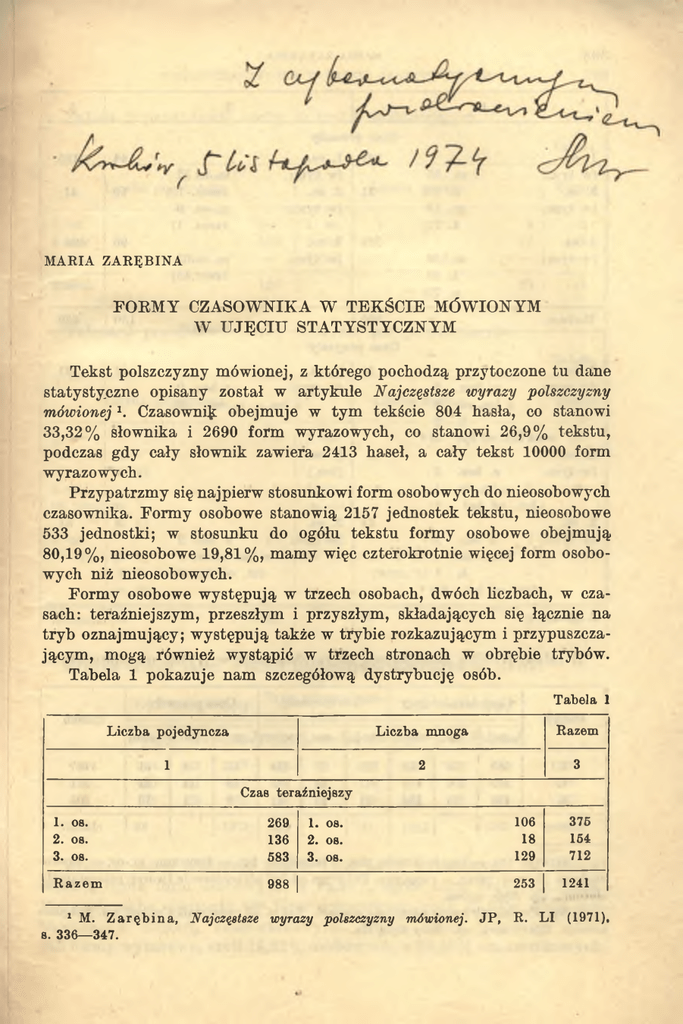 Z cybernetycznym
pozdrowieniem
Kraków, 5 listopada 1974
MARIA ZARĘBINA
FORMY CZASOWNIKA W TEKŚCIE MÓWIONYM
W UJĘCIU STATYSTYCZNYM
Tekst polszczyzny mówionej, z którego pochodzą przytoczone tu dane
statystyczne opisany został w artykule Najczęstsze wyrazy polszczyzny
mówionej ¹. Czasownik obejmuje w tym tekście 804 hasła, co stanowi
33,32% słownika i 2690 form wyrazowych, co stanowi 26,9% tekstu,
podczas gdy cały słownik zawiera 2413 haseł, a cały tekst 10000 form
wyrazowych.
Przypatrzmy się najpierw stosunkowi form osobowych do nieosobowych
czasownika. Formy osobowe stanowią 2157 jednostek tekstu, nieosobowe
533 jednostki; w stosunku do ogółu tekstu formy osobowe obejmują
80,19%, nieosobowe 19,81%, mamy więc czterokrotnie więcej form osobo-
wych niż nieosobowych.
Formy osobowe występują w trzech osobach, dwóch liczbach, w cza-
sach: teraźniejszym, przeszłym i przyszłym, składających się łącznie na
tryb oznajmujący; występują także w trybie rozkazującym i przypuszcza-
jącym, mogą również wystąpić w trzech stronach w obrębie trybów.
Tabela 1 pokazuje nam szczegółową dystrybucję osób.
Tabela 1
Liczba pojedyncza Liczba mnoga Razem
1 2 3
Czas teraźniejszy
1. os. 269 1. os. 106 375
2. os. 136 2. os. 18 154
3. os. 583 3. os. 129 712
Razem 988 253 1241
¹ M. Zarębina, Najczęstsze wyrazy polszczyzny mówionej. JP, R. LI (1971).
s. 336—347.